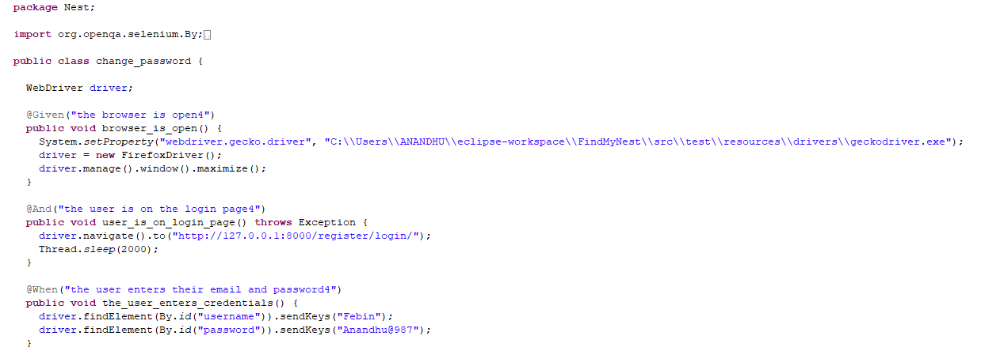 package Nest;
import org.openqa.selenium.By;
public class change_password {
WebDriver driver;
@Given("the browser is open4")
public void browser_is_open() {
System.setProperty("webdriver.gecko.driver", "C:\\Users\\ANANDHU\\eclipse-workspace\\FindMyNest\\src\\test\\resources\\drivers\\geckodriver.exe");
driver = new FirefoxDriver();
driver.manage().window().maximize();
}
@And("the user is on the login page4")
public void user_is_on_login_page() throws Exception {
driver.navigate().to("http://127.0.0.1:8000/register/login/");
Thread.sleep(2000);
}
@When("the user enters their email and password4")
public void the_user_enters_credentials() {
driver.findElement(By.id("username")).sendKeys("Febin");
driver.findElement(By.id("password")).sendKeys("Anandhu@987");
}